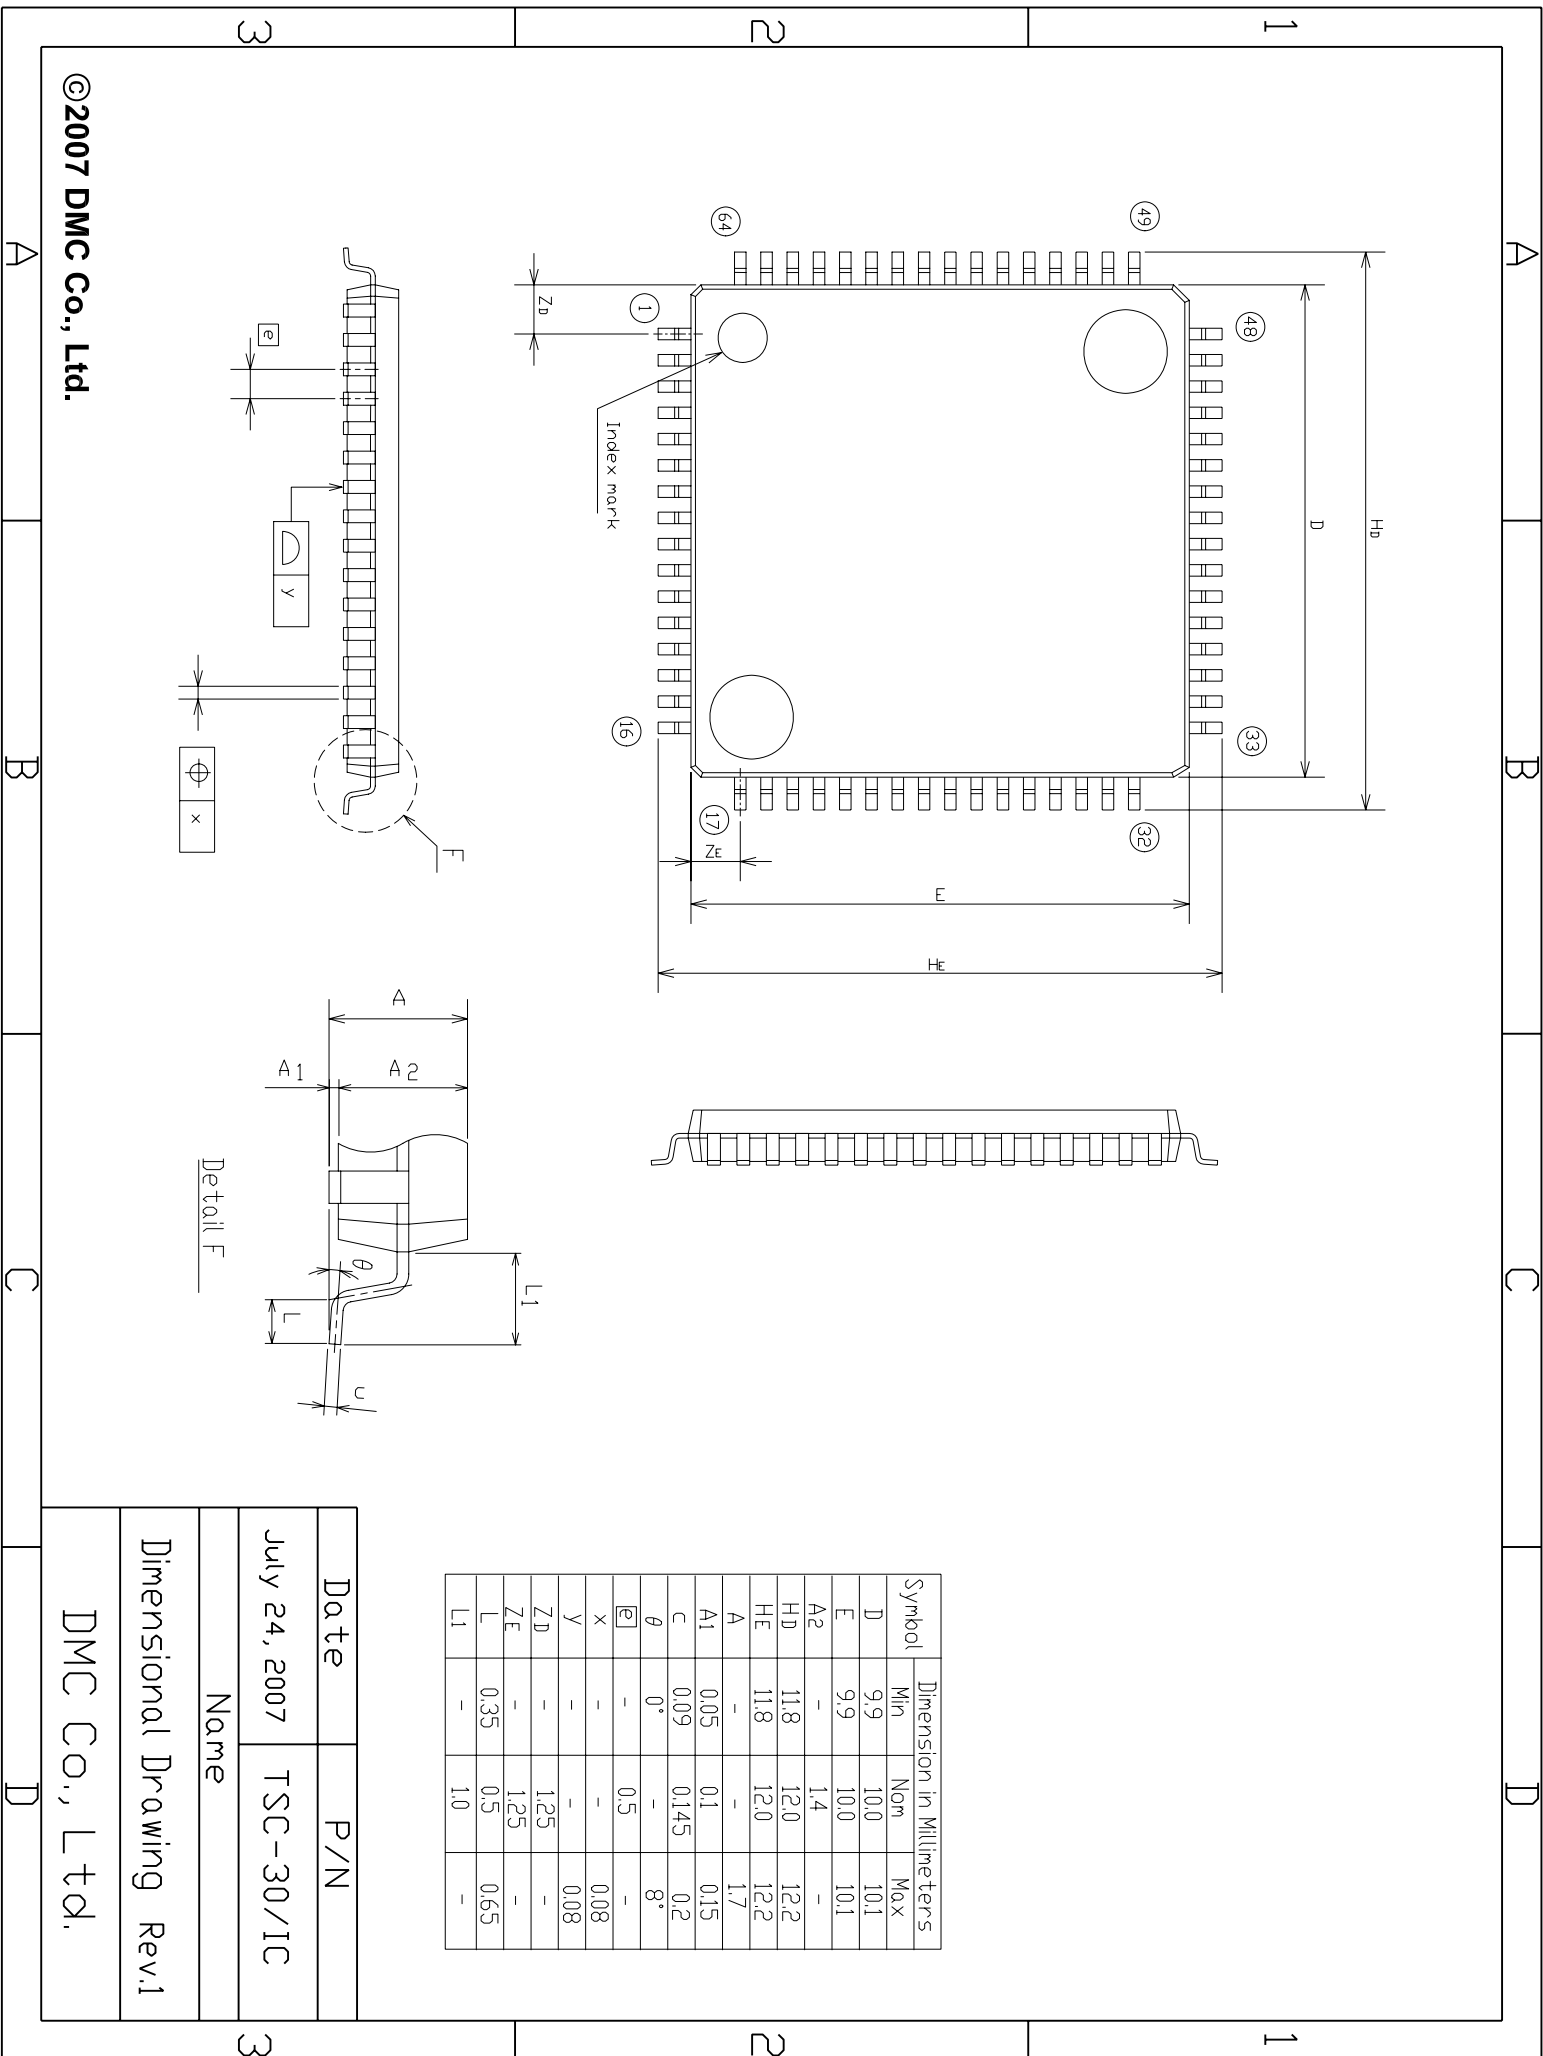 1
2
3
A
B
C
D
49
64
1
48
33
32
17
16
HD
D
ZD
ZE
E
HE
Index mark
e
y
x
F
A
A1
A2
L1
L
θ
c
Detail F
Symbol Dimension in Millimeters
Min Nom Max
D 9.9 10.0 10.1
E 9.9 10.0 10.1
A2 - 1.4 -
HD 11.8 12.0 12.2
HE 11.8 12.0 12.2
A - - 1.7
A1 0.05 0.1 0.15
c 0.09 0.145 0.2
θ 0° - 8°
e - 0.5 -
x - - 0.08
y - - 0.08
ZD - 1.25 -
ZE - 1.25 -
L 0.35 0.5 0.65
L1 - 1.0 -
Date P/N
July 24, 2007 TSC-30/IC
Name
Dimensional Drawing Rev.1
DMC Co., Ltd.
©2007 DMC Co., Ltd.
A
B
C
D
1
2
3